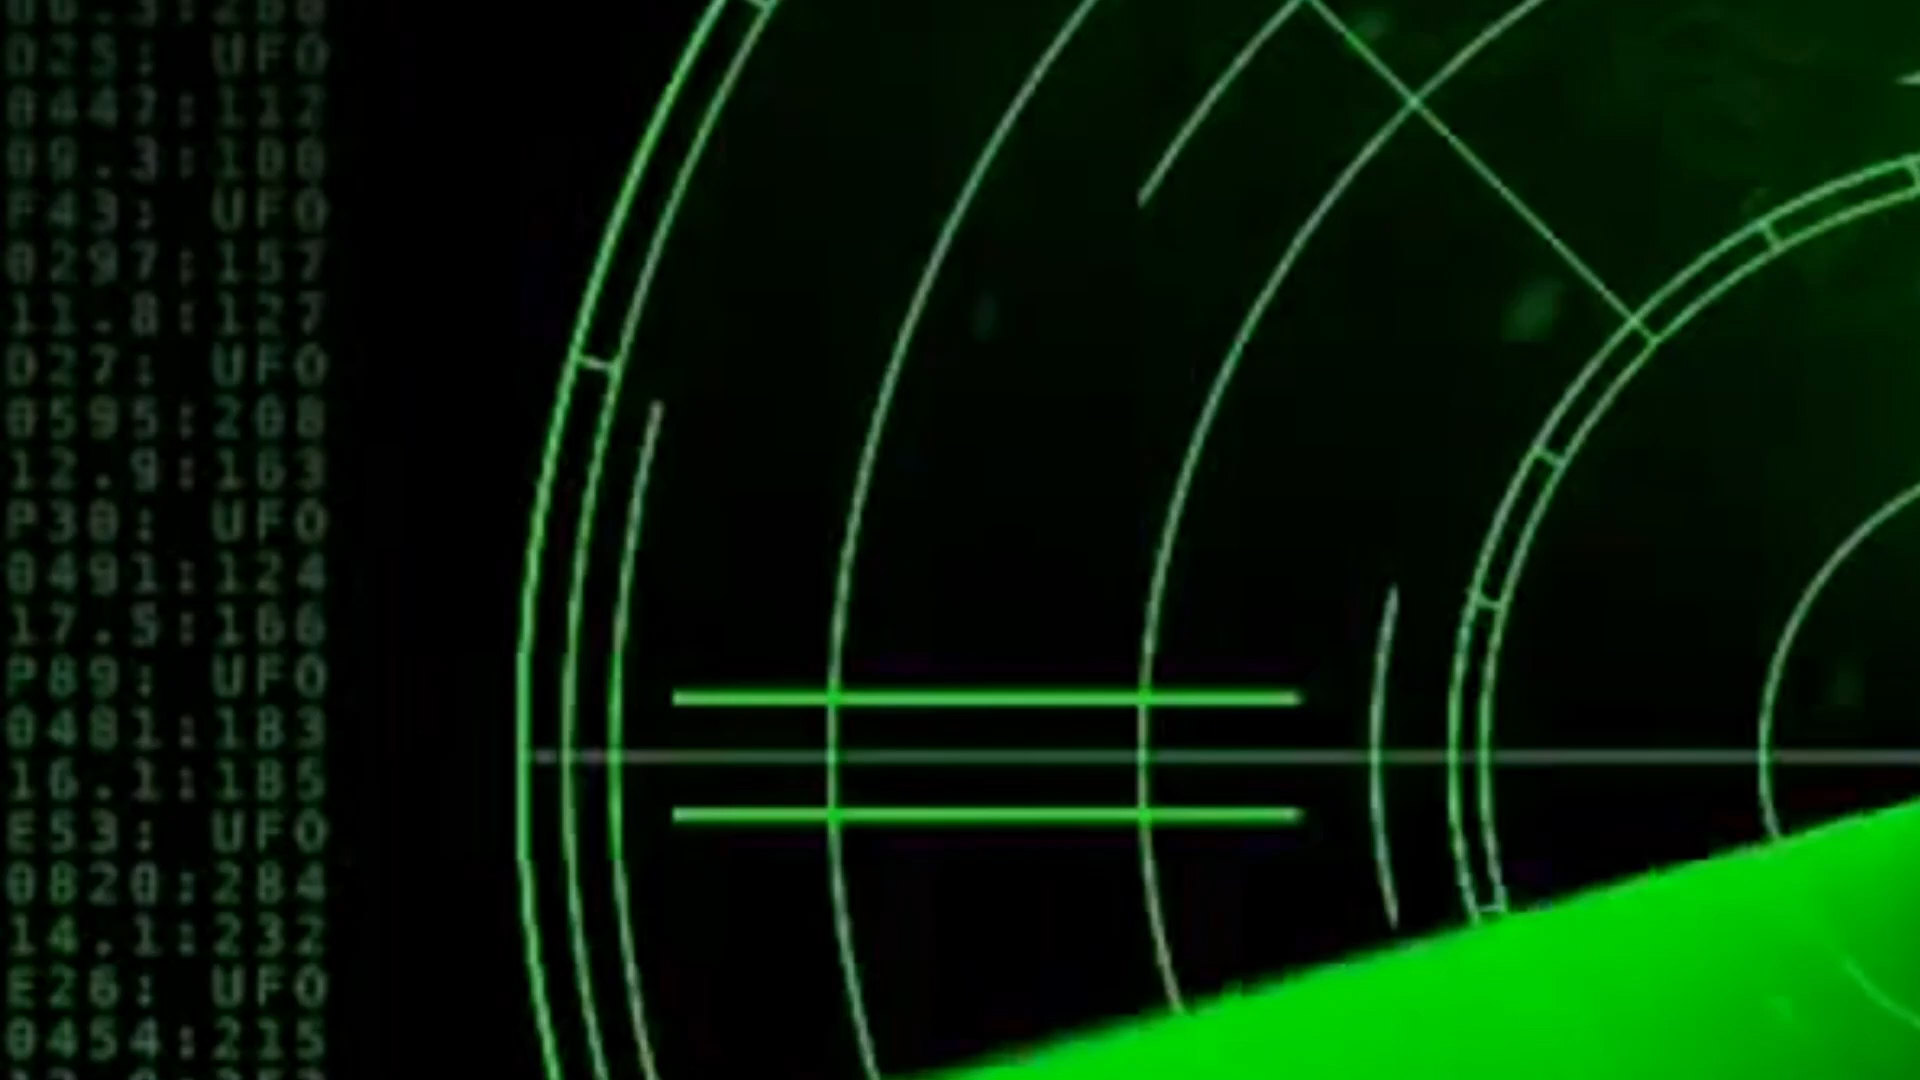 D25: UFO
0447:112
09.3:188
F43: UFO
0297:157
11.8:127
D27: UFO
0595:208
12.9:163
P30: UFO
0491:124
17.5:166
P89: UFO
0481:183
16.1:185
E53: UFO
0820:284
14.1:232
E26: UFO
0454:215